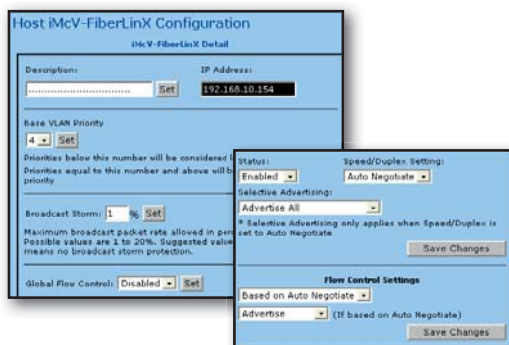 Host iMcV-FiberLinX Configuration
iMcV-FiberLinX Detail
Description:
IP Address:
................................
Set
192.168.10.154
Base VLAN Priority
4
Set
Priorities below this number will be considered
Priorities equal to this number and above will be
priority
Broadcast Storm: 1 % Set
Maximum broadcast packet rate allowed in
Possible values are 1 to 20%. Suggested value
means no broadcast storm protection.
Global Flow Control: Disabled Set
Status:
Speed/Duplex Setting:
Enabled
Auto Negotiate
Selective Advertising:
Advertise All
* Selective Advertising only applies when Speed/Duplex is
set to Auto Negotiate
Save Changes
Flow Control Settings
Based on Auto Negotiate
Advertise (If based on Auto Negotiate)
Save Changes